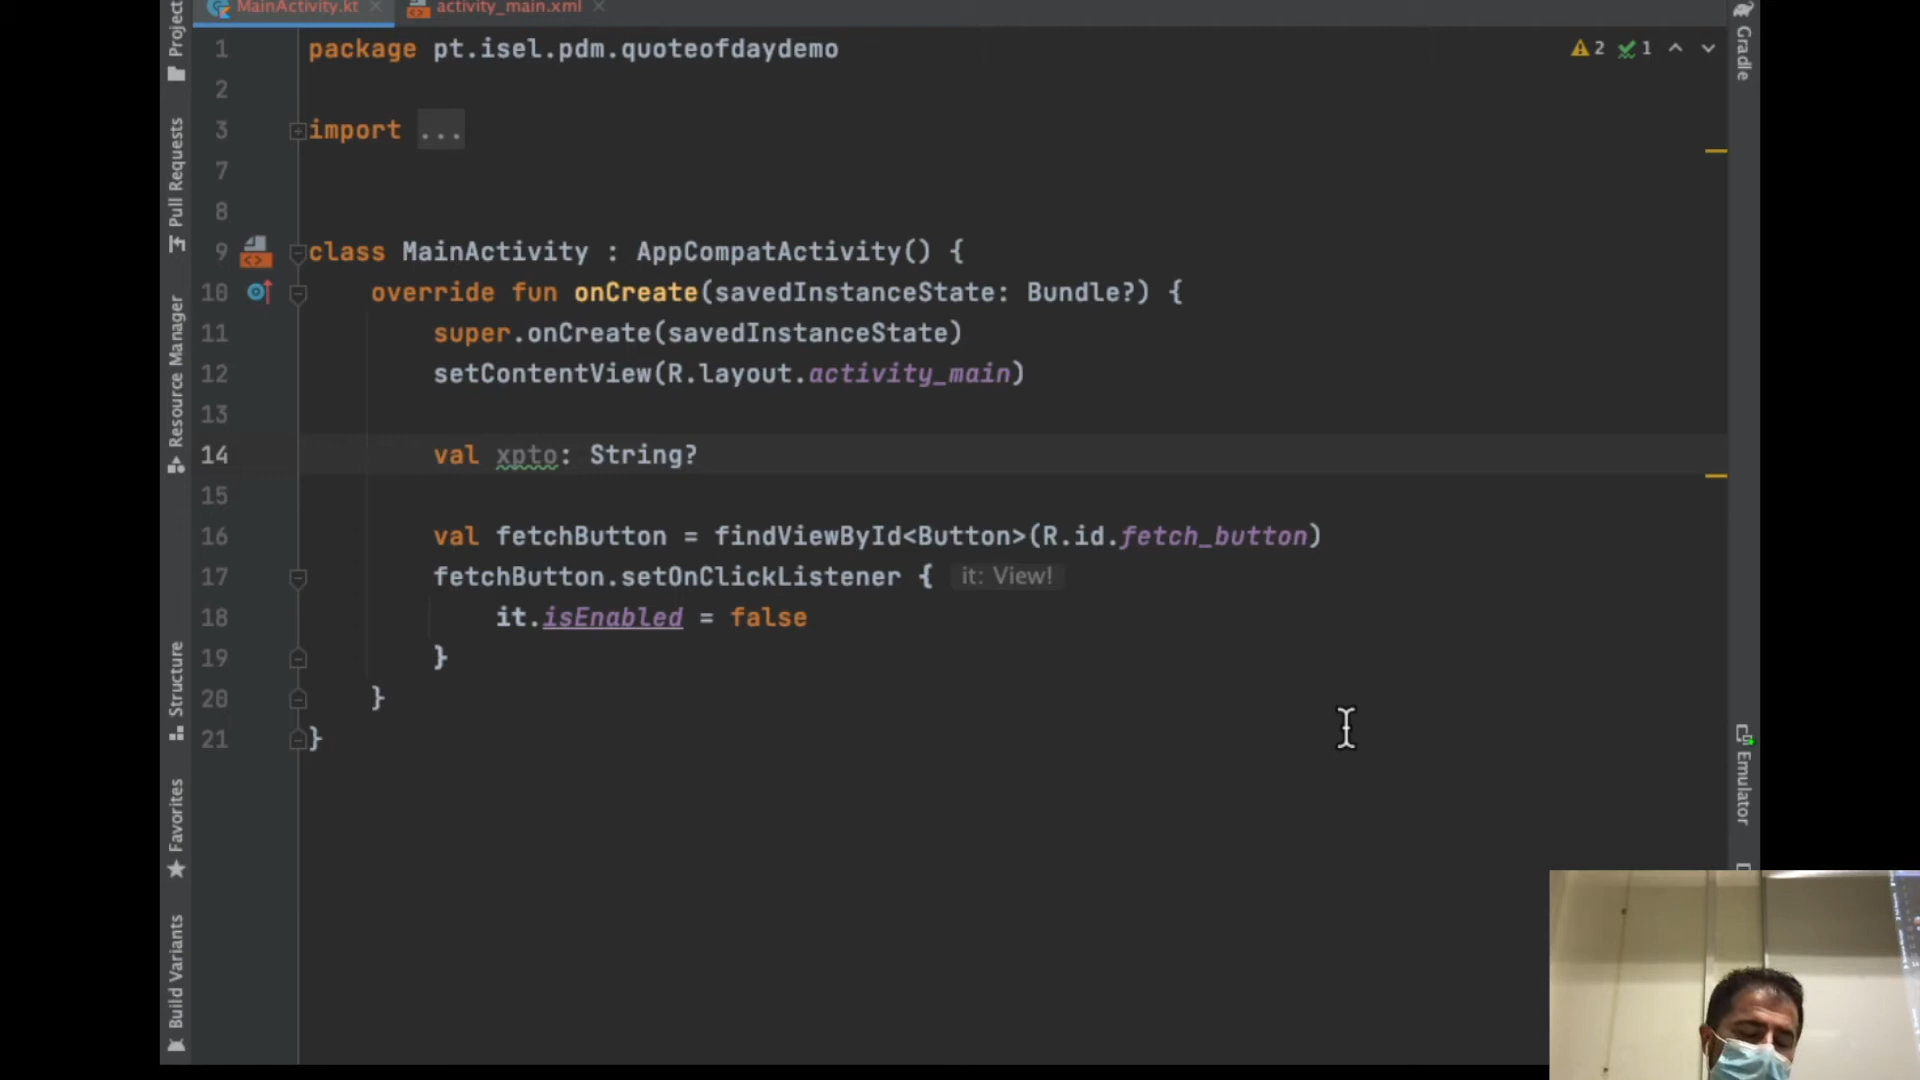 MainActivity.kt
activity_main.xml
1 package pt.isel.pdm.quoteofdaydemo
2 1
2
3 import ...
7
8
9 class MainActivity : AppCompatActivity() {
10 override fun onCreate(savedInstanceState: Bundle?) {
11 super.onCreate(savedInstanceState)
12 setContentView(R.layout.activity_main)
13
14 val xpto: String?
15
16 val fetchButton = findViewById<Button>(R.id.fetch_button)
17 fetchButton.setOnClickListener { it: View!
18 it.isEnabled = false
19 }
20 }
21 }
Project
Pull Requests
Resource Manager
Structure
Favorites
Build Variants
Gradle
Emulator